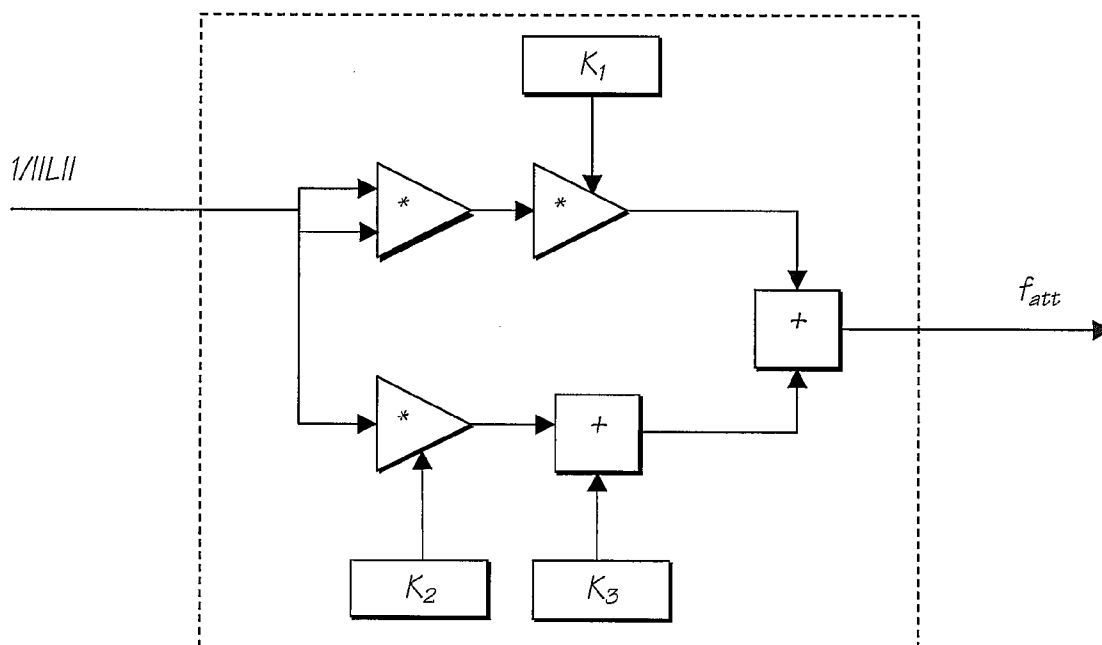 K₁
1/||L||
*
*
f_att
+
*
+
K₂
K₃